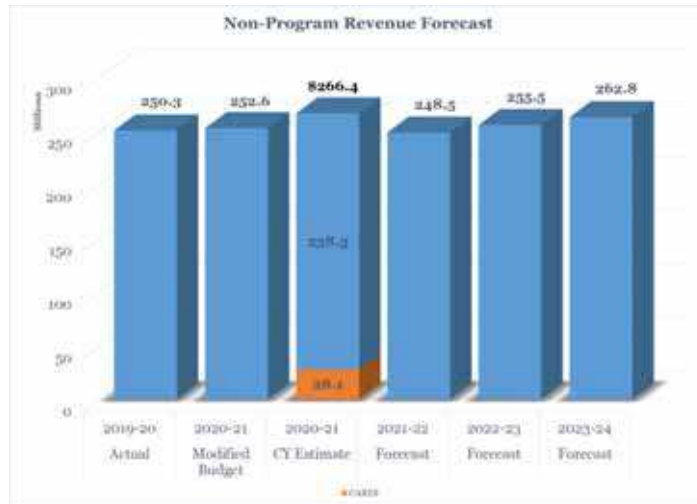 Non-Program Revenue Forecast
Millions
300
250
200
150
100
50
0
250.3
252.6
$266.4
248.5
255.5
262.8
238.3
28.1
2019-20
2020-21
2020-21
2021-22
2022-23
2023-24
Actual
Modified
Budget
CY Estimate
Forecast
Forecast
Forecast
CARES